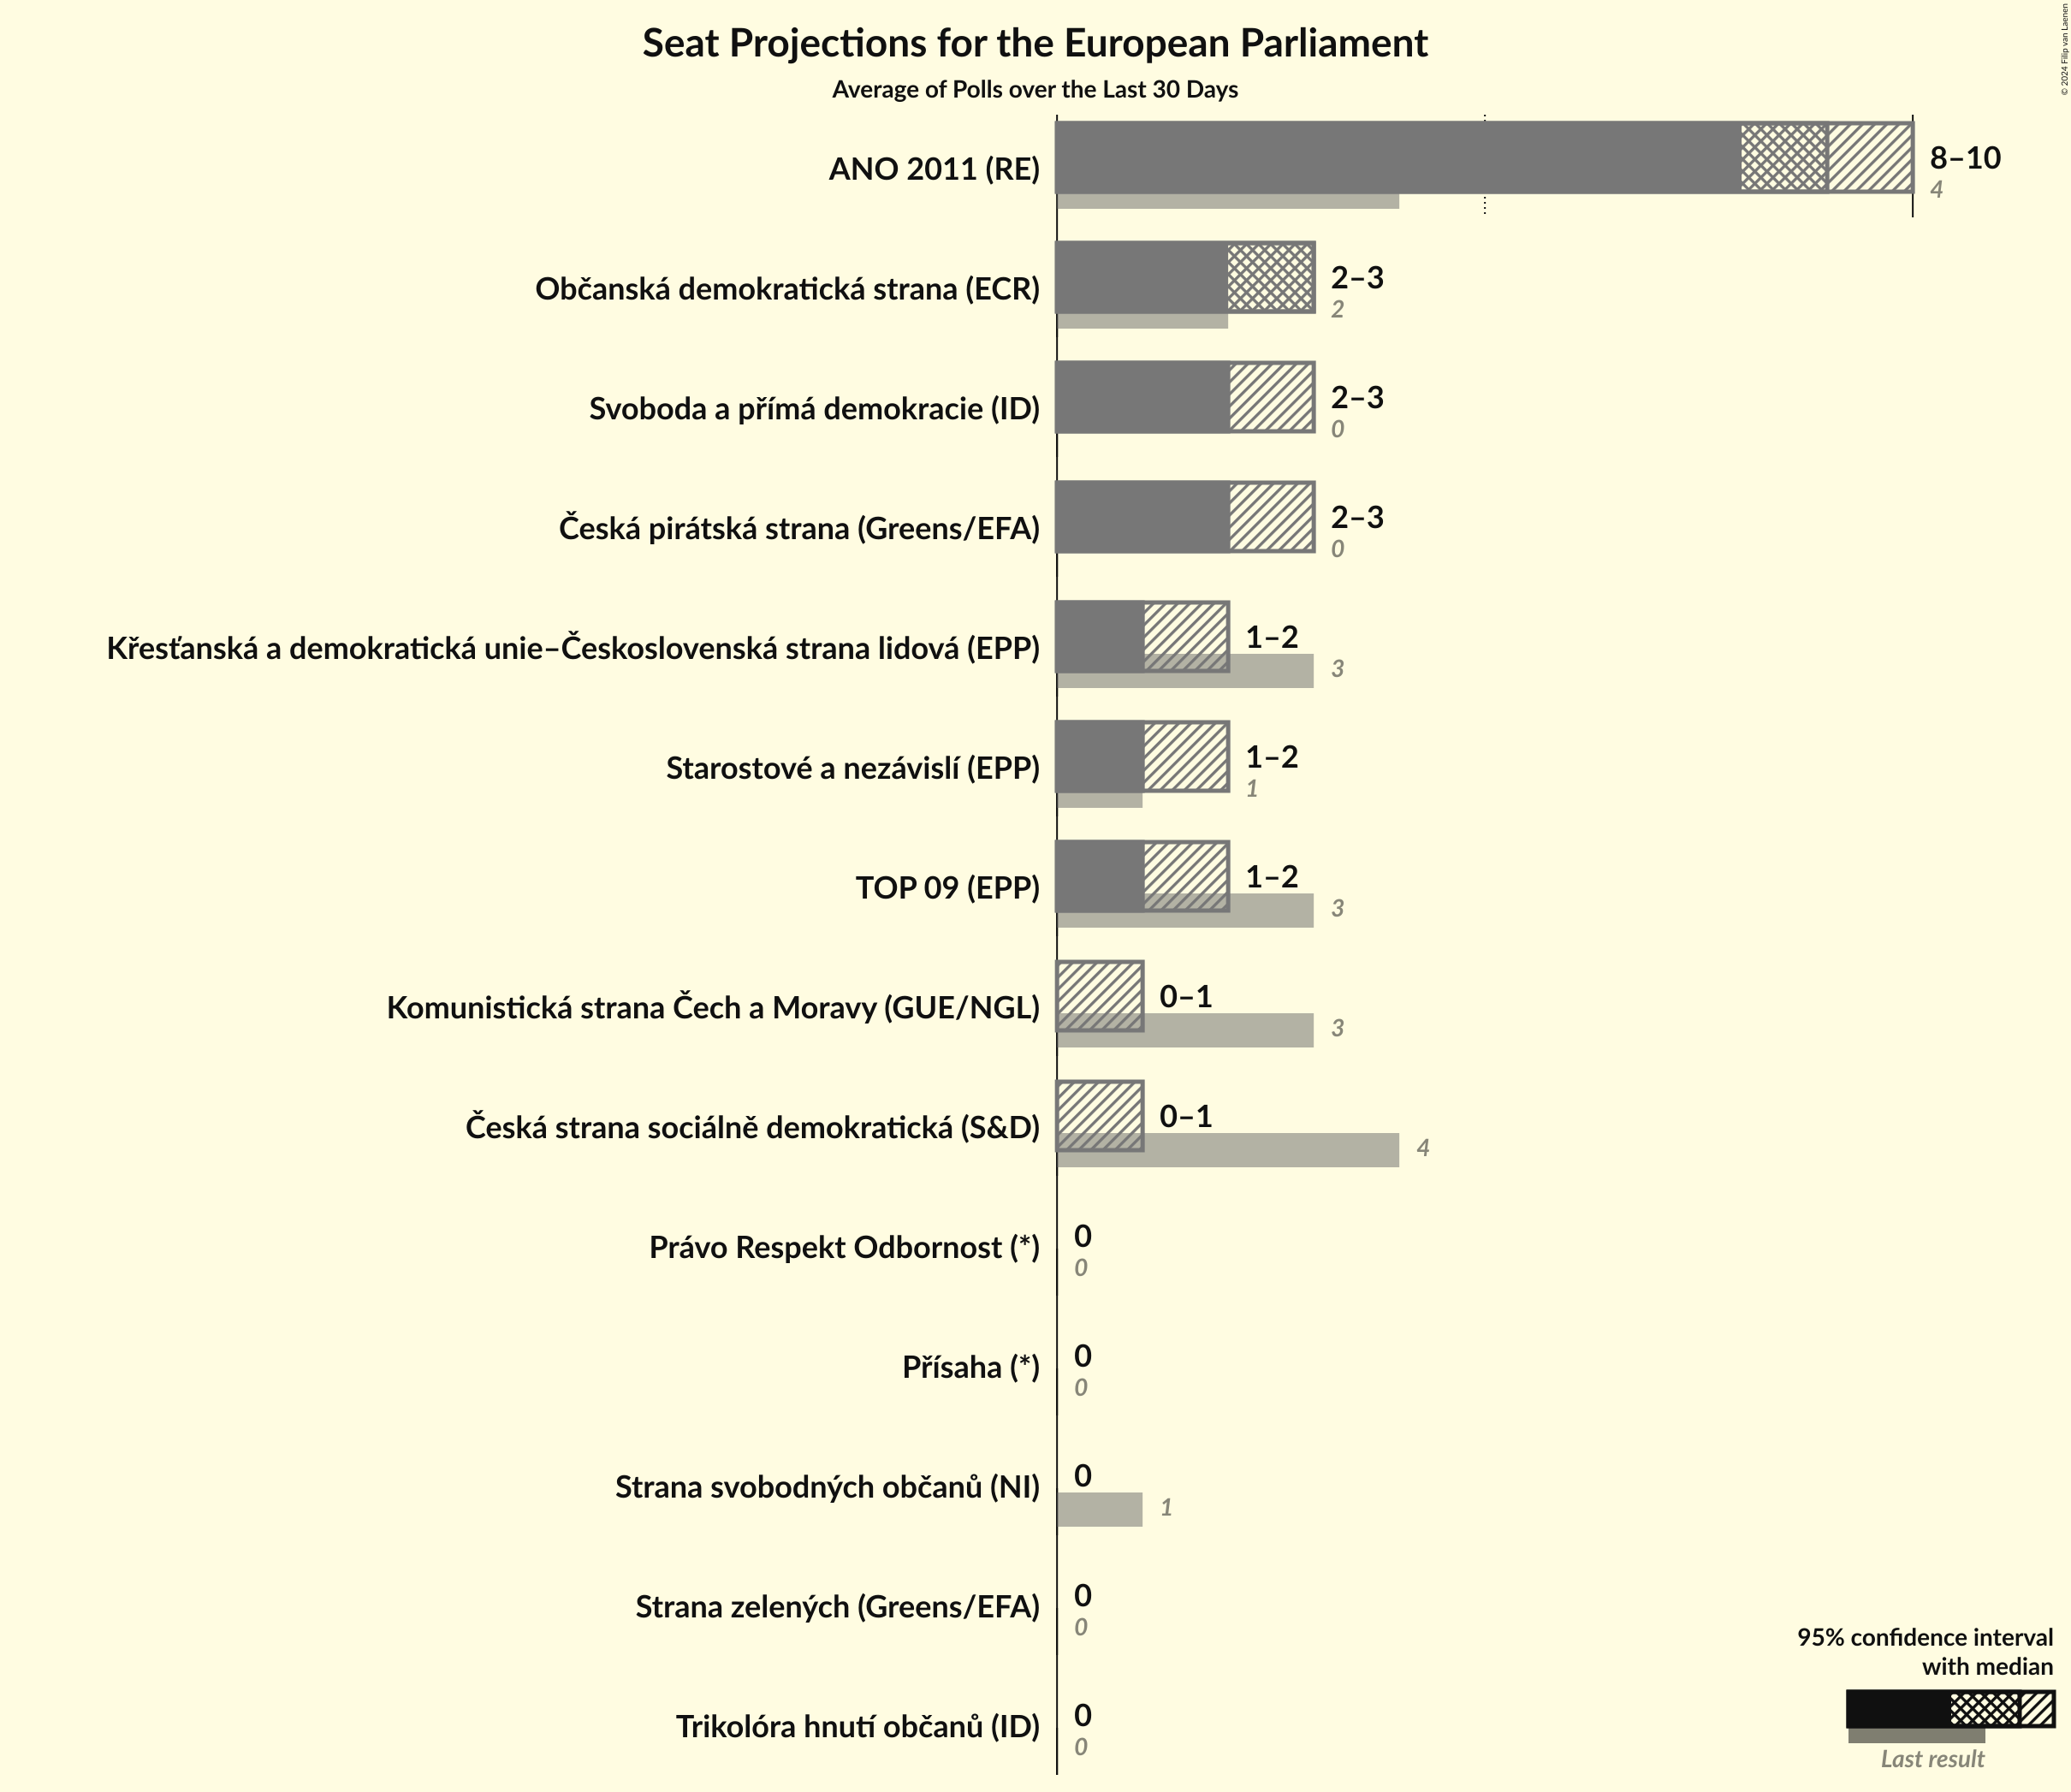 Seat Projections for the European Parliament
Average of Polls over the Last 30 Days
© 2024 Filip van Laenen
ANO 2011 (RE)
8–10
4
Občanská demokratická strana (ECR)
2–3
2
Svoboda a přímá demokracie (ID)
2–3
0
Česká pirátská strana (Greens/EFA)
2–3
0
Křesťanská a demokratická unie–Československá strana lidová (EPP)
1–2
3
Starostové a nezávislí (EPP)
1–2
1
TOP 09 (EPP)
1–2
3
Komunistická strana Čech a Moravy (GUE/NGL)
0–1
3
Česká strana sociálně demokratická (S&D)
0–1
4
Právo Respekt Odbornost (*)
0
0
Přísaha (*)
0
0
Strana svobodných občanů (NI)
0
1
Strana zelených (Greens/EFA)
0
0
Trikolóra hnutí občanů (ID)
0
0
95% confidence interval
with median
Last result